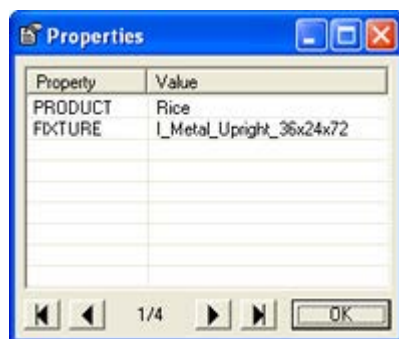 Properties
Property Value
PRODUCT Rice
FIXTURE I_Metal_Upright_36x24x72
1/4 OK